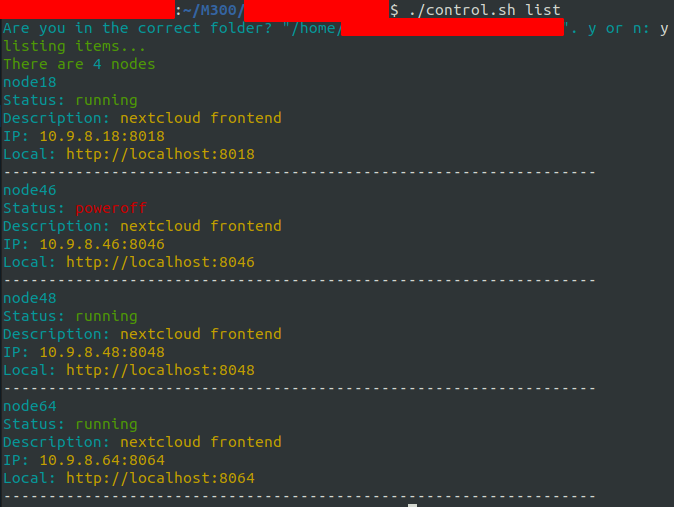 :~/M300/ $ ./control.sh list
Are you in the correct folder? "/home/ ". y or n: y
listing items...
There are 4 nodes
node18
Status: running
Description: nextcloud frontend
IP: 10.9.8.18:8018
Local: http://localhost:8018
------------------------------------------------------------------
node46
Status: poweroff
Description: nextcloud frontend
IP: 10.9.8.46:8046
Local: http://localhost:8046
------------------------------------------------------------------
node48
Status: running
Description: nextcloud frontend
IP: 10.9.8.48:8048
Local: http://localhost:8048
------------------------------------------------------------------
node64
Status: running
Description: nextcloud frontend
IP: 10.9.8.64:8064
Local: http://localhost:8064
------------------------------------------------------------------